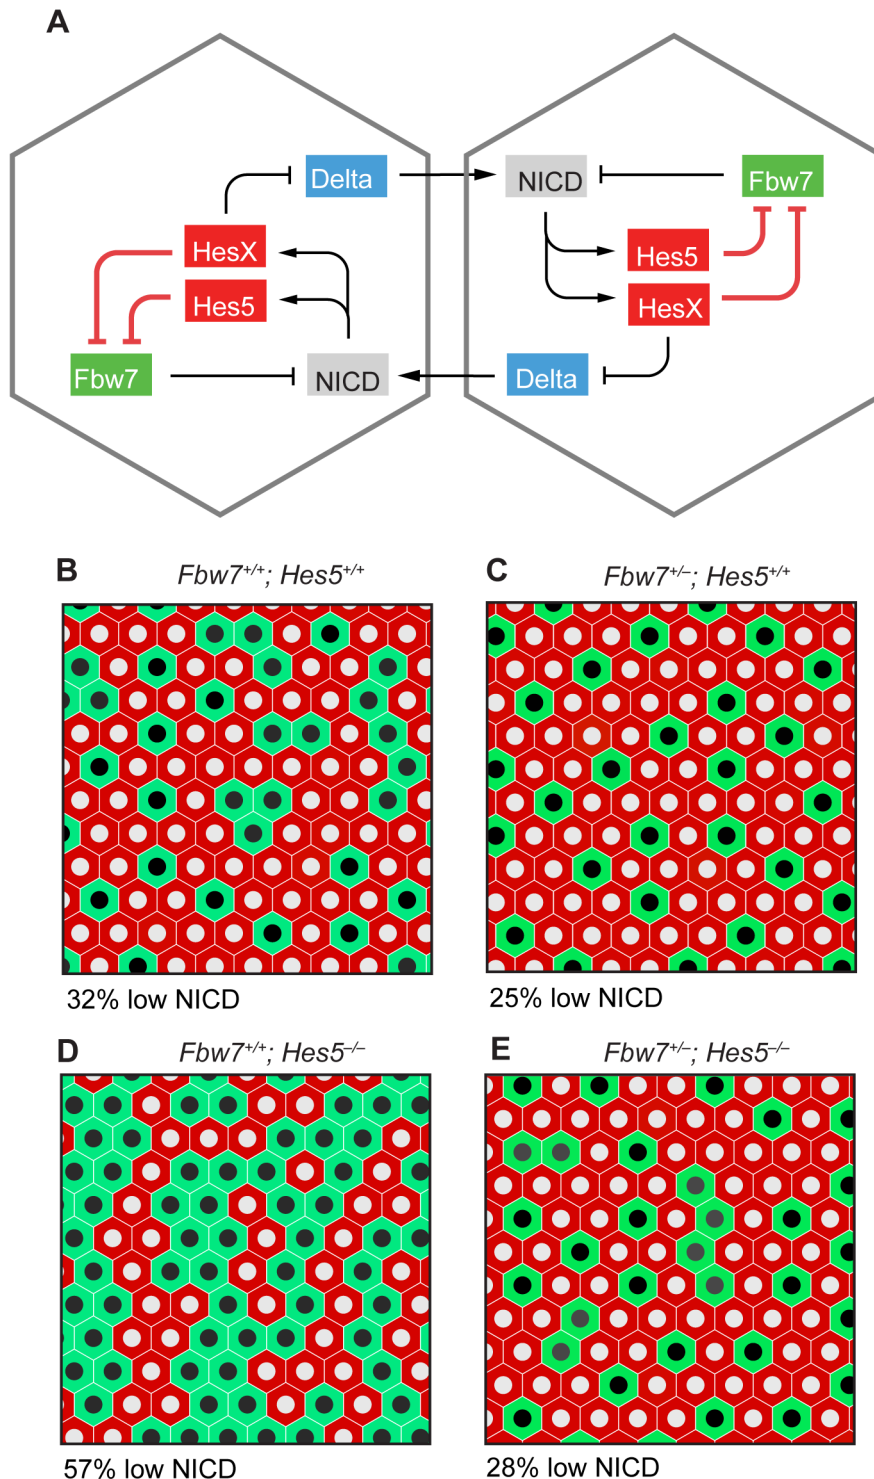 A
Delta
NICD
Fbw7
HesX
Hes5
Hes5
HesX
Fbw7
NICD
Delta
B
Fbw7+/+; Hes5+/+
C
Fbw7+/–; Hes5+/+
32% low NICD
25% low NICD
D
Fbw7+/+; Hes5–/–
E
Fbw7+/–; Hes5–/–
57% low NICD
28% low NICD